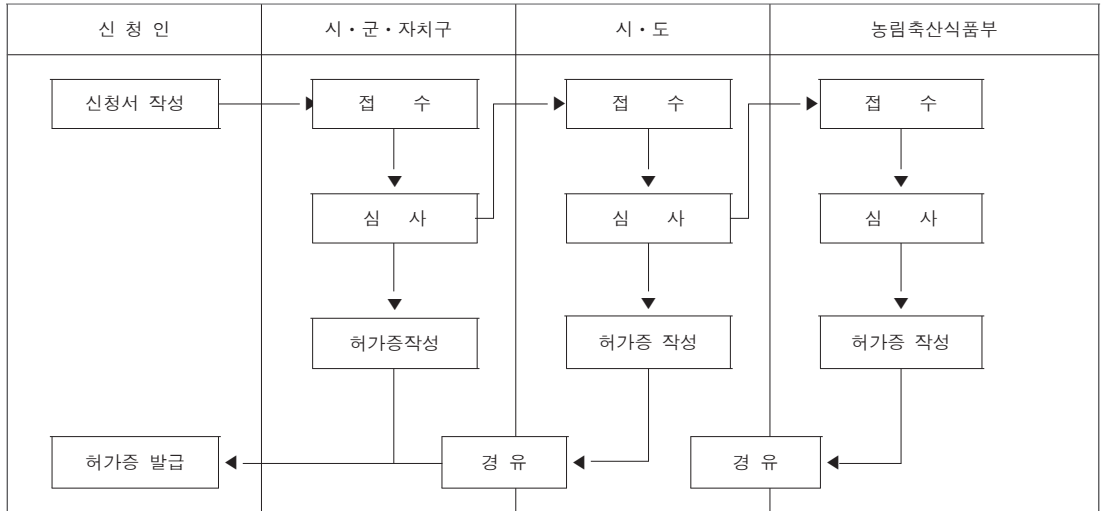 신 청 인 시・군・자치구 시・도 농림축산식품부
신청서 작성 접 수 접 수 접 수
심 사 심 사 심 사
허가증작성 허가증 작성 허가증 작성
허가증 발급 경 유 경 유